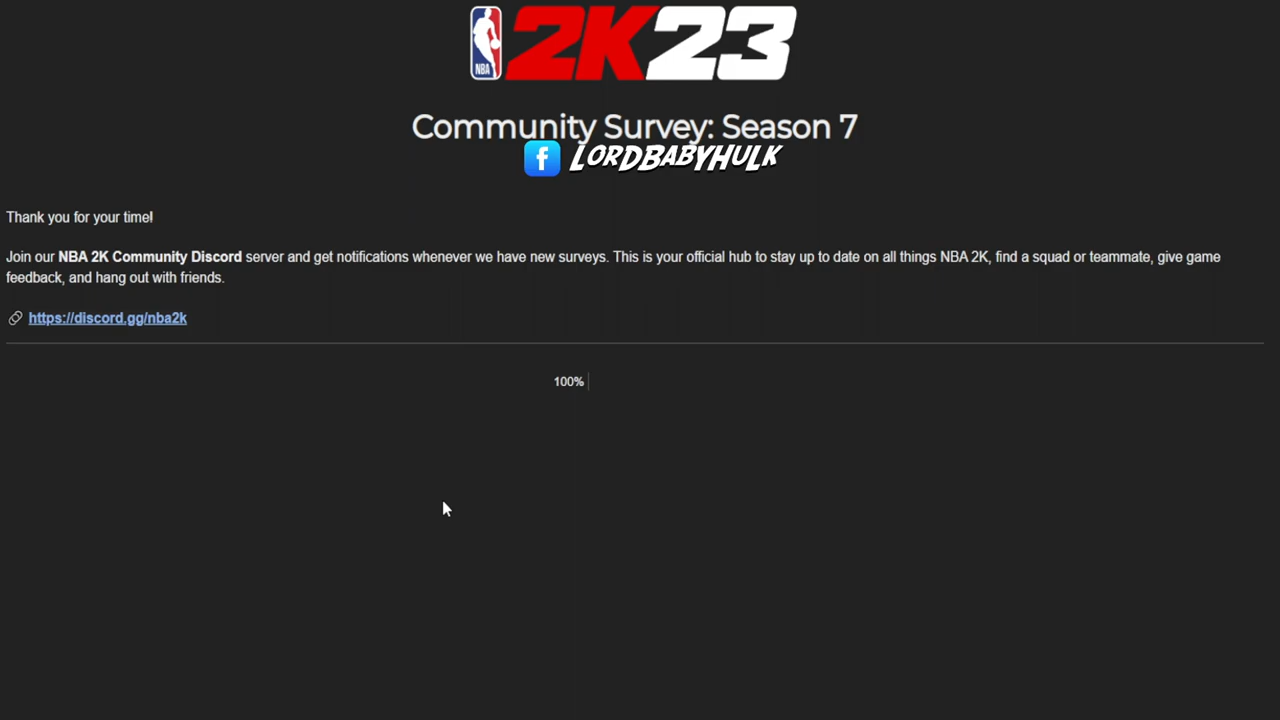 NBA 2K23
Community Survey: Season 7
f LORDBABYHULK
Thank you for your time!
Join our NBA 2K Community Discord server and get notifications whenever we have new surveys. This is your official hub to stay up to date on all things NBA 2K, find a squad or teammate, give game
feedback, and hang out with friends.
https://discord.gg/nba2k
100%